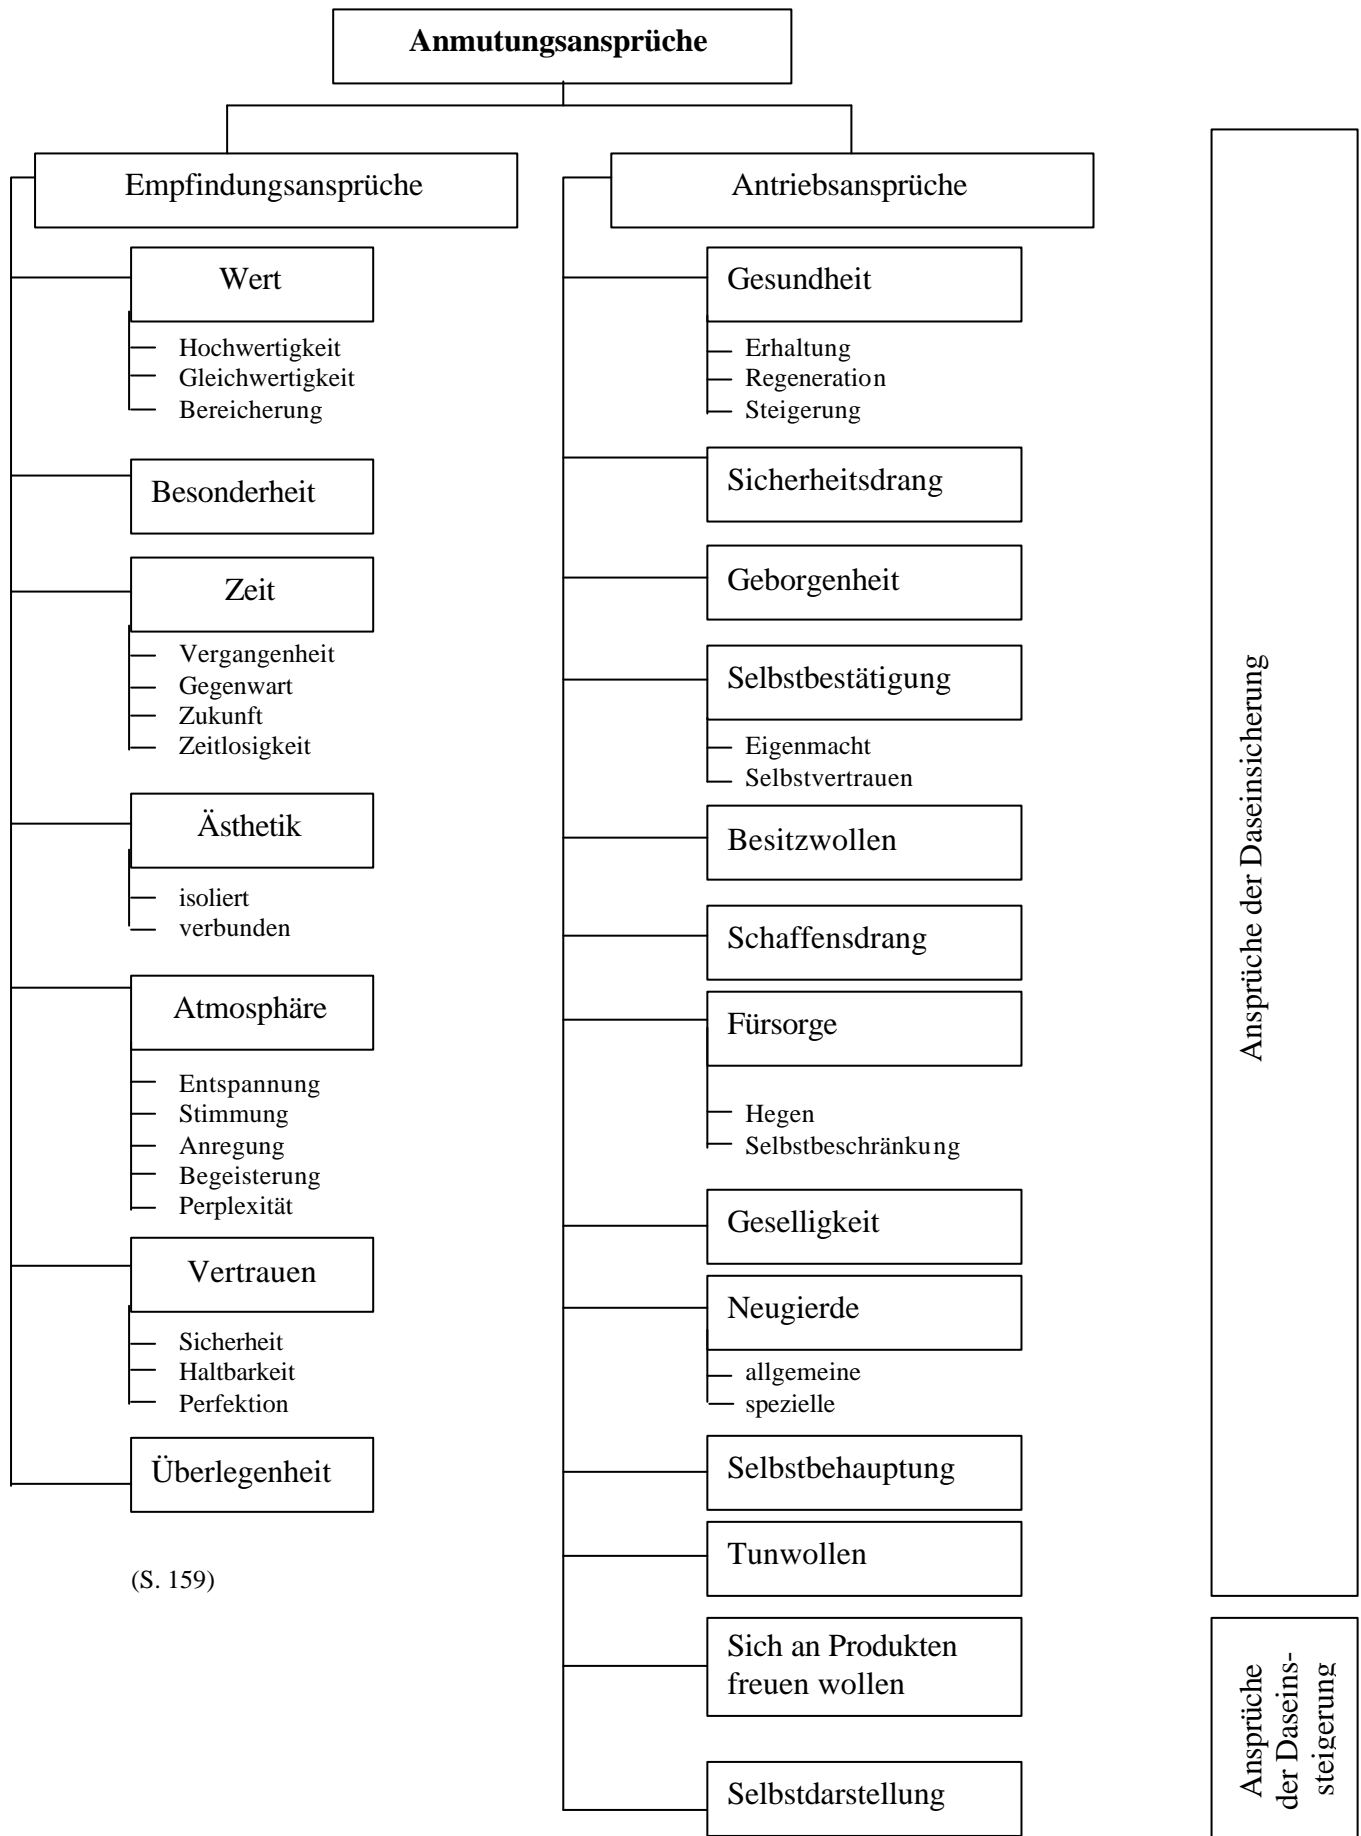 Anmutungsansprüche
Empfindungsansprüche
Wert
Hochwertigkeit
Gleichwertigkeit
Bereicherung
Besonderheit
Zeit
Vergangenheit
Gegenwart
Zukunft
Zeitlosigkeit
Ästhetik
isoliert
verbunden
Atmosphäre
Entspannung
Stimmung
Anregung
Begeisterung
Perplexität
Vertrauen
Sicherheit
Haltbarkeit
Perfektion
Überlegenheit
(S. 159)
Antriebsansprüche
Gesundheit
Erhaltung
Regeneration
Steigerung
Sicherheitsdrang
Geborgenheit
Selbstbestätigung
Eigenmacht
Selbstvertrauen
Besitzwollen
Schaffensdrang
Fürsorge
Hegen
Selbstbeschränkung
Geselligkeit
Neugierde
allgemeine
spezielle
Selbstbehauptung
Tunwollen
Sich an Produkten
freuen wollen
Selbstdarstellung
Ansprüche der Daseinsicherung
Ansprüche
der Daseins-
steigerung